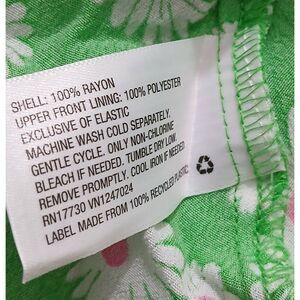 SHELL: 100% RAYON
UPPER FRONT LINING: 100% POLYESTER
EXCLUSIVE OF ELASTIC
MACHINE WASH COLD SEPARATELY,
GENTLE CYCLE. ONLY NON-CHLORINE
BLEACH IF NEEDED. TUMBLE DRY LOW.
REMOVE PROMPTLY. COOL IRON IF NEEDED
RN17730 VN1247024
LABEL MADE FROM 100% RECYCLED PLASTIC.